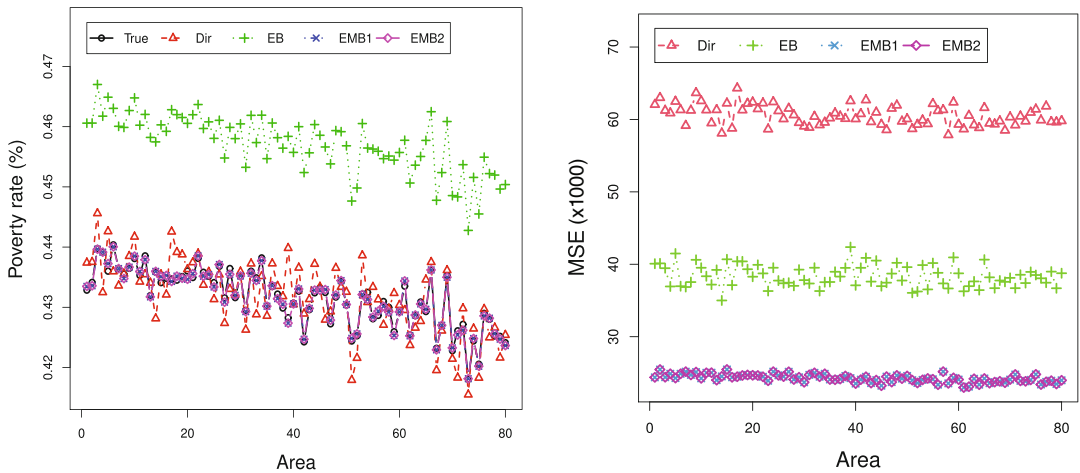 True Dir EB EMB1 EMB2
Poverty rate (%)
0.47
0.46
0.45
0.44
0.43
0.42
0 20 40 60 80
Area
Dir EB EMB1 EMB2
MSE (x1000)
70
60
50
40
30
0 20 40 60 80
Area